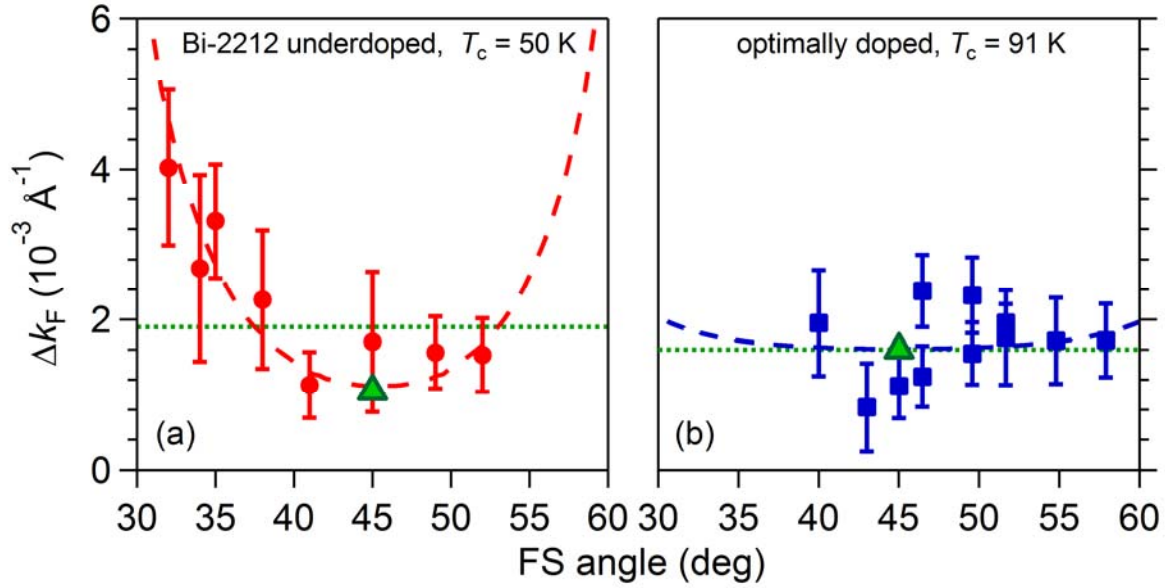 Bi-2212 underdoped, Tc = 50 K
optimally doped, Tc = 91 K
ΔkF (10⁻³ Å⁻¹)
6
4
2
0
(a)
(b)
30 35 40 45 50 55 60
30 35 40 45 50 55 60
FS angle (deg)